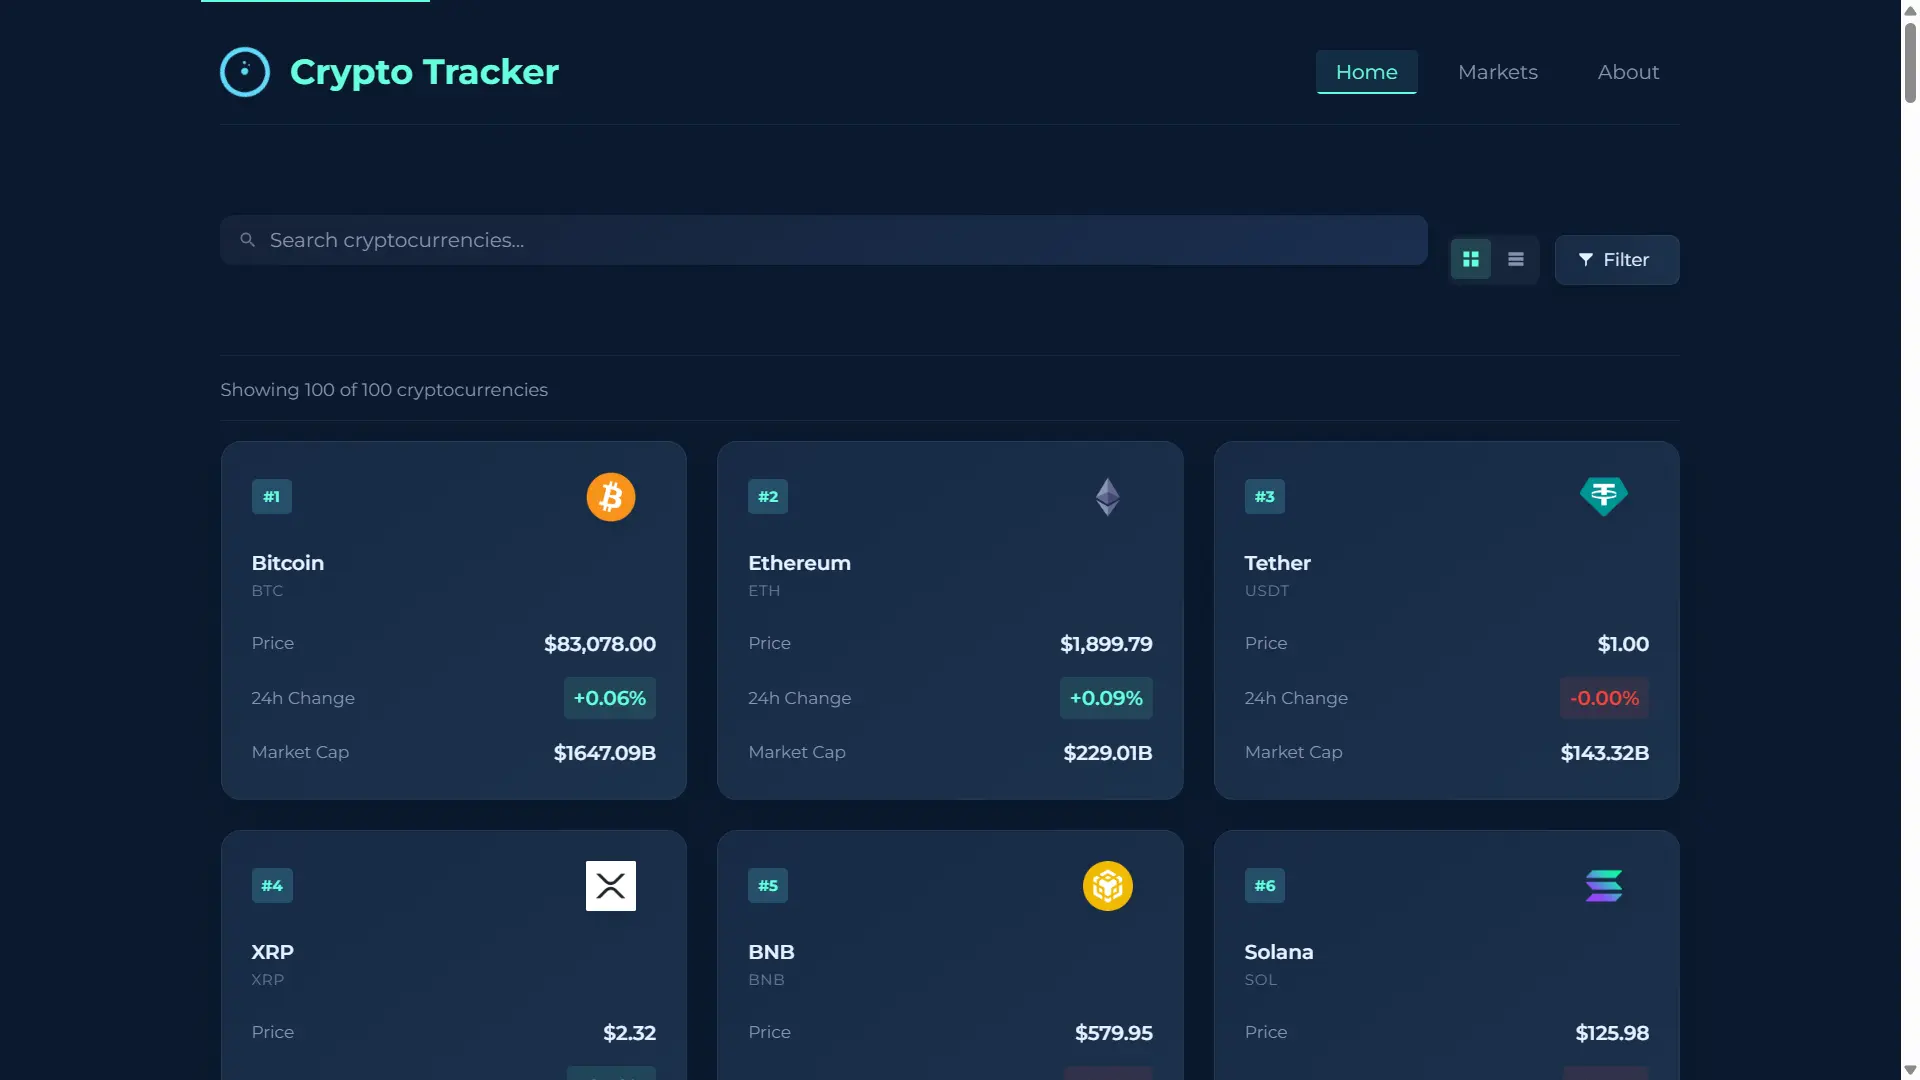 Crypto Tracker
Home
Markets
About
Search cryptocurrencies...
Filter
Showing 100 of 100 cryptocurrencies
#1
Bitcoin
BTC
Price $83,078.00
24h Change +0.06%
Market Cap $1647.09B
#2
Ethereum
ETH
Price $1,899.79
24h Change +0.09%
Market Cap $229.01B
#3
Tether
USDT
Price $1.00
24h Change -0.00%
Market Cap $143.32B
#4
XRP
XRP
Price $2.32
#5
BNB
BNB
Price $579.95
#6
Solana
SOL
Price $125.98